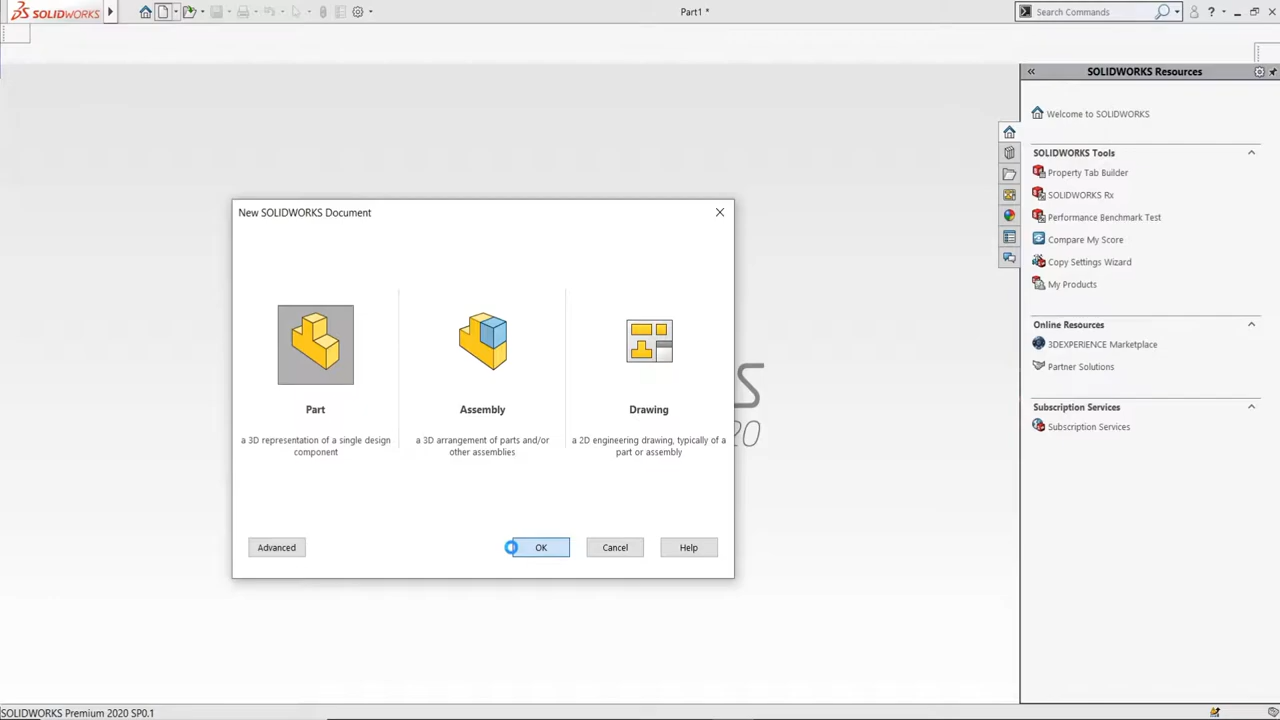 SOLIDWORKS
Part1 *
Search Commands
?
SOLIDWORKS Resources
Welcome to SOLIDWORKS
SOLIDWORKS Tools
Property Tab Builder
SOLIDWORKS Rx
Performance Benchmark Test
Compare My Score
Copy Settings Wizard
My Products
Online Resources
3DEXPERIENCE Marketplace
Partner Solutions
Subscription Services
Subscription Services
New SOLIDWORKS Document
Part
a 3D representation of a single design
component
Assembly
a 3D arrangement of parts and/or
other assemblies
Drawing
a 2D engineering drawing, typically of a
part or assembly
S
20
Advanced
OK
Cancel
Help
SOLIDWORKS Premium 2020 SP0.1